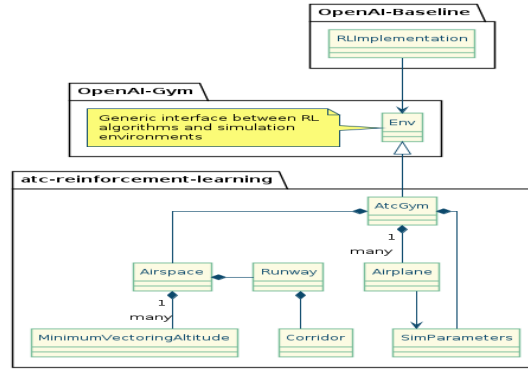 OpenAI-Baseline
RLImplementation
OpenAI-Gym
Generic interface between RL
algorithms and simulation
environments
Env
atc-reinforcement-learning
AtcGym
1
many
Airspace
Runway
Airplane
1
many
MinimumVectoringAltitude
Corridor
SimParameters